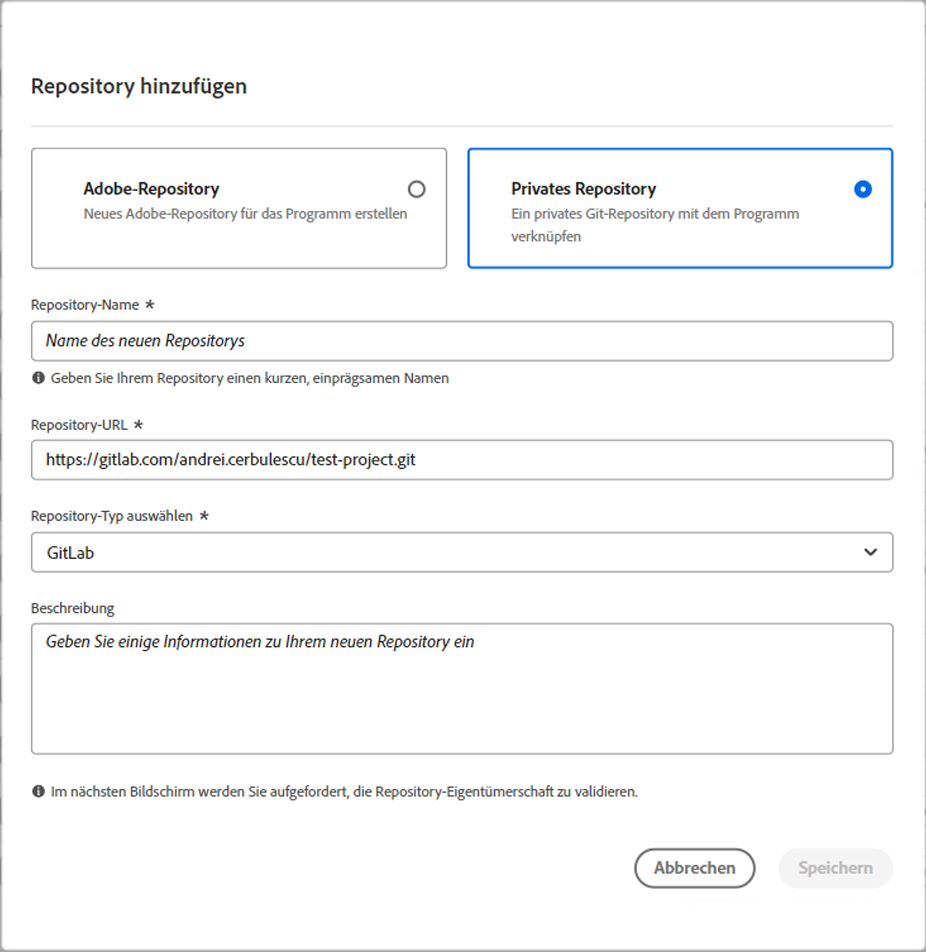 Repository hinzufügen
Adobe-Repository
Neues Adobe-Repository für das Programm erstellen
Privates Repository
Ein privates Git-Repository mit dem Programm
verknüpfen
Repository-Name *
Name des neuen Repositorys
Geben Sie Ihrem Repository einen kurzen, einprägsamen Namen
Repository-URL *
https://gitlab.com/andrei.cerbulescu/test-project.git
Repository-Typ auswählen *
GitLab
Beschreibung
Geben Sie einige Informationen zu Ihrem neuen Repository ein
Im nächsten Bildschirm werden Sie aufgefordert, die Repository-Eigentümerschaft zu validieren.
Abbrechen
Speichern